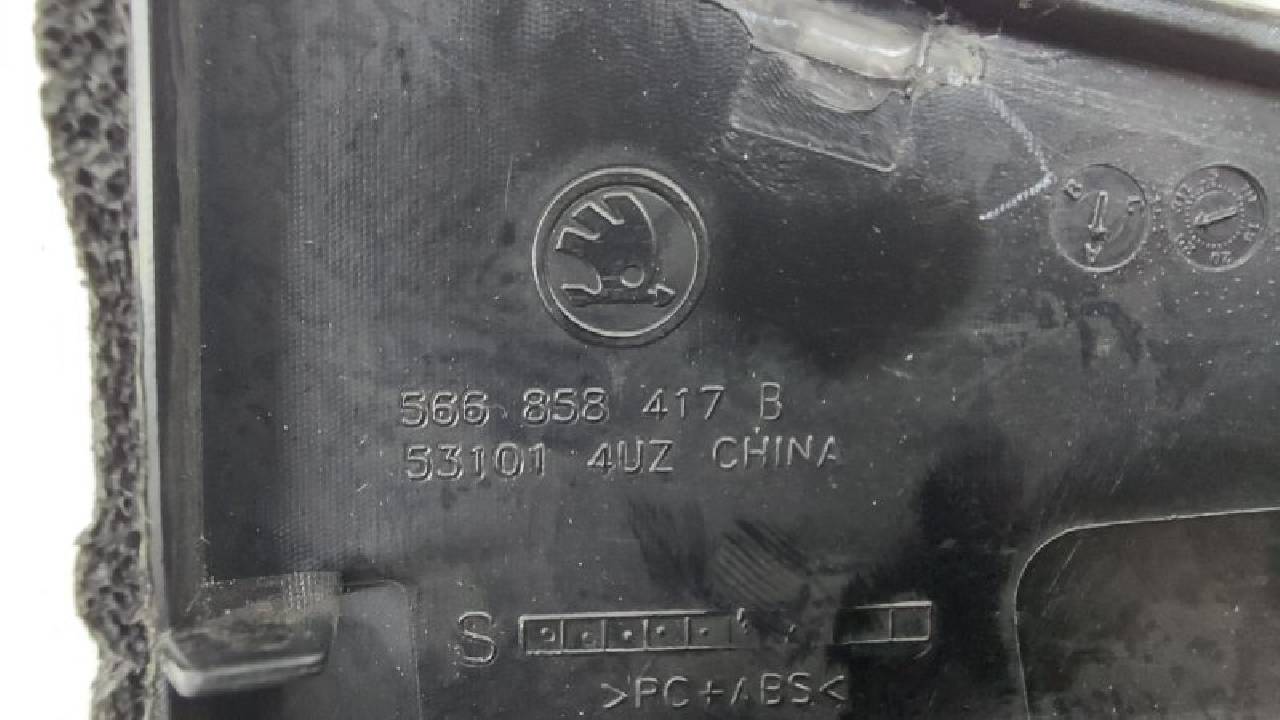 566 858 417 B
53101 4UZ CHINA
S
>PC+ABS<